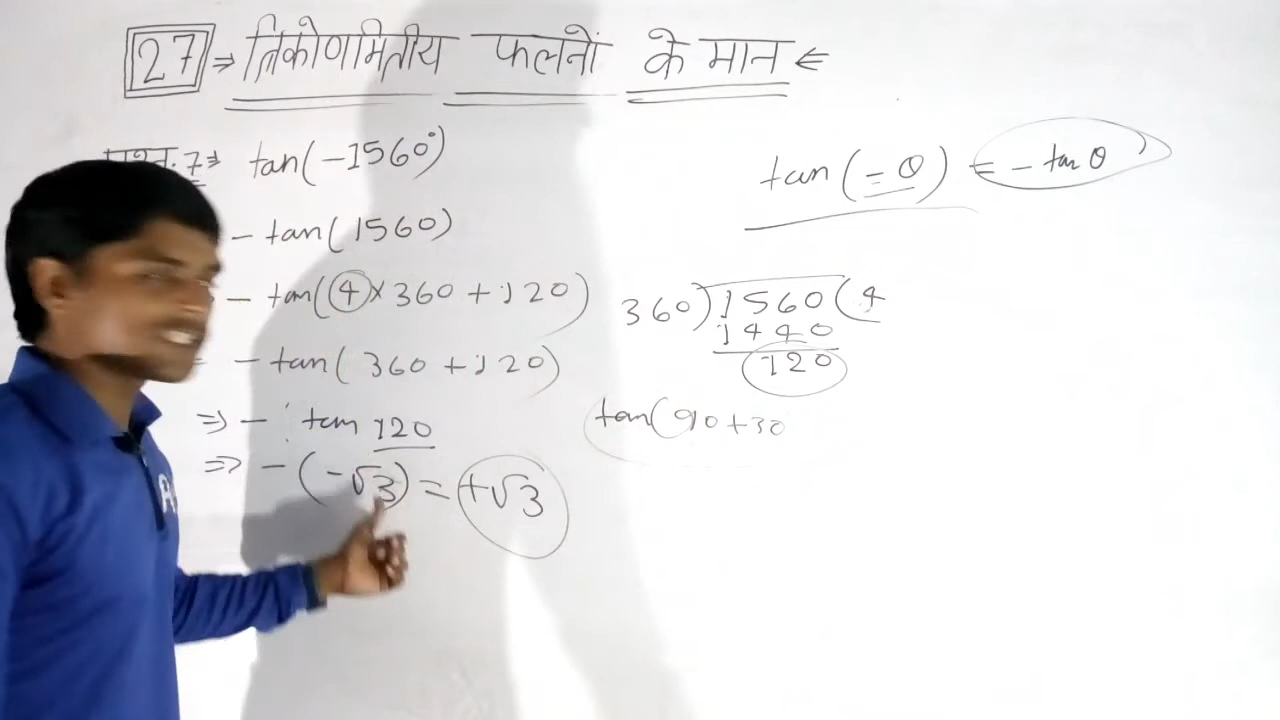 27 ⇒ त्रिकोणमितीय फलनों के मान ⇐
प्रश्न. 7 ⇒ tan(-1560°)
- tan(1560)
- tan(4×360+120)
- tan(360+120)
⇒ - tan 120
⇒ -(-√3) = +√3
tan(-θ) = - tan θ
360)1560(4
1440
120
tan(90+30